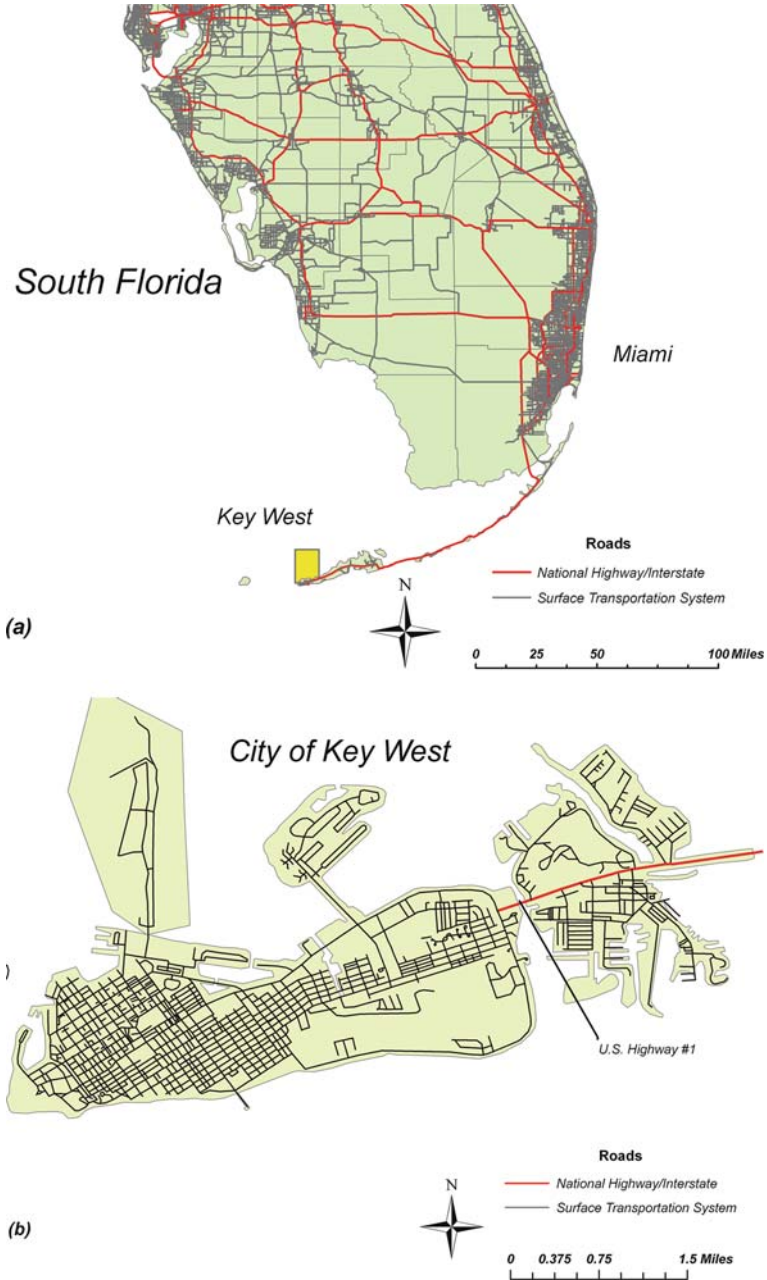 South Florida
Miami
Key West
Roads
National Highway/Interstate
Surface Transportation System
N
(a)
0 25 50 100 Miles
City of Key West
)
U.S. Highway #1
Roads
National Highway/Interstate
Surface Transportation System
N
(b)
0 0.375 0.75 1.5 Miles